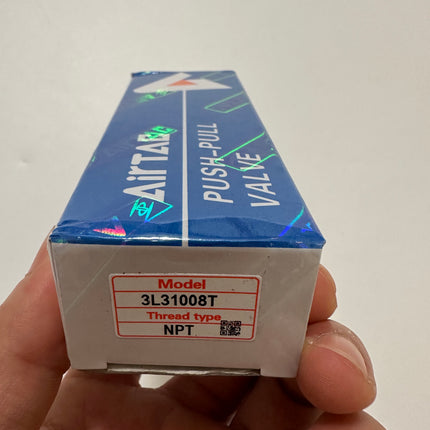 AirTAC
PUSH-PULL
VALVE
Model
3L31008T
Thread type
NPT